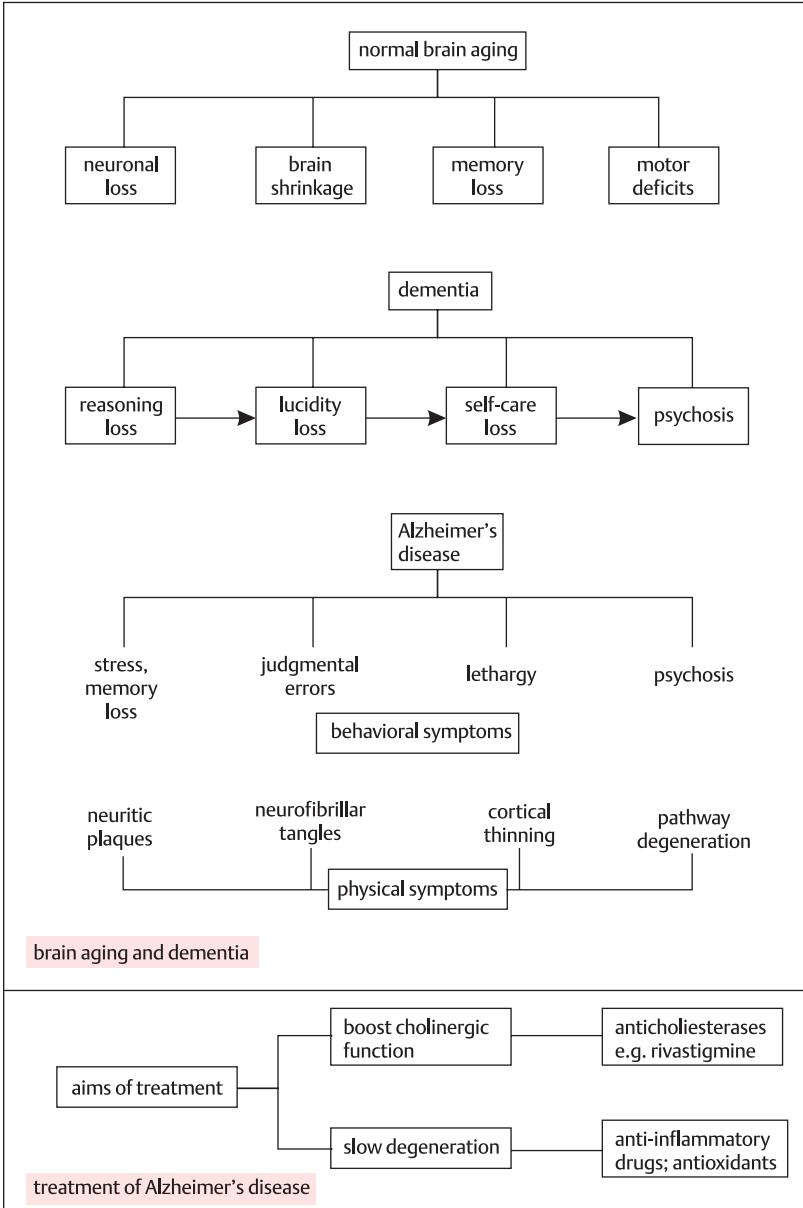 normal brain aging
neuronal
loss
brain
shrinkage
memory
loss
motor
deficits
dementia
reasoning
loss
lucidity
loss
self-care
loss
psychosis
Alzheimer's
disease
stress,
memory
loss
judgmental
errors
lethargy
psychosis
behavioral symptoms
neuritic
plaques
neurofibrillar
tangles
cortical
thinning
pathway
degeneration
physical symptoms
brain aging and dementia
aims of treatment
boost cholinergic
function
anticholiesterases
e.g. rivastigmine
slow degeneration
anti-inflammatory
drugs; antioxidants
treatment of Alzheimer's disease